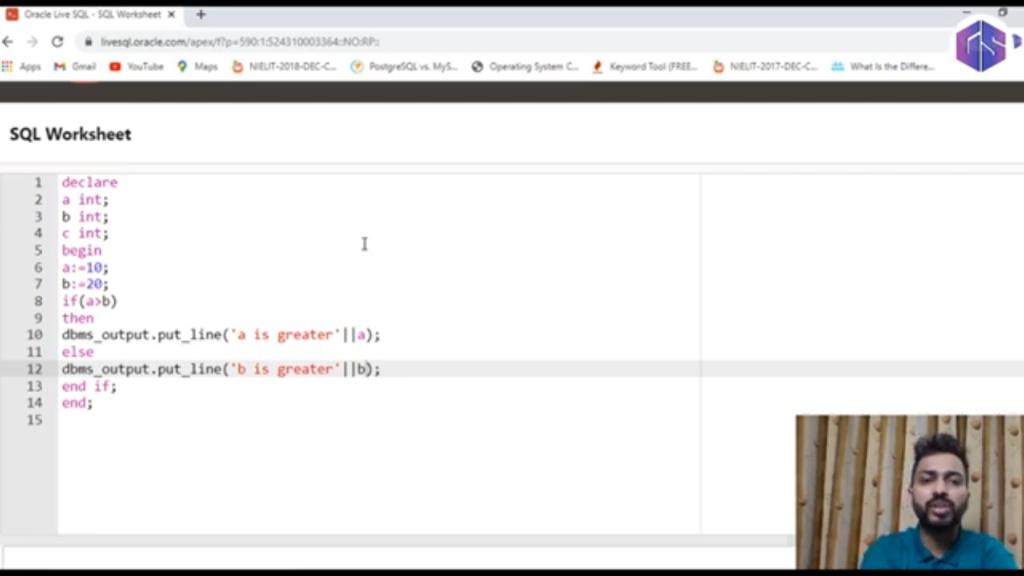 Oracle Live SQL - SQL Worksheet
livesql.oracle.com/apex/f?p=590:1:524310003364::NO:RP::
Apps Gmail YouTube Maps NIELIT-2018-DEC-C... PostgreSQL vs. MyS... Operating System C... Keyword Tool (FREE... NIELIT-2017-DEC-C... What Is the Differe...
SQL Worksheet
1 declare
2 a int;
3 b int;
4 c int;
5 begin
6 a:=10;
7 b:=20;
8 if(a>b)
9 then
10 dbms_output.put_line('a is greater'||a);
11 else
12 dbms_output.put_line('b is greater'||b);
13 end if;
14 end;
15